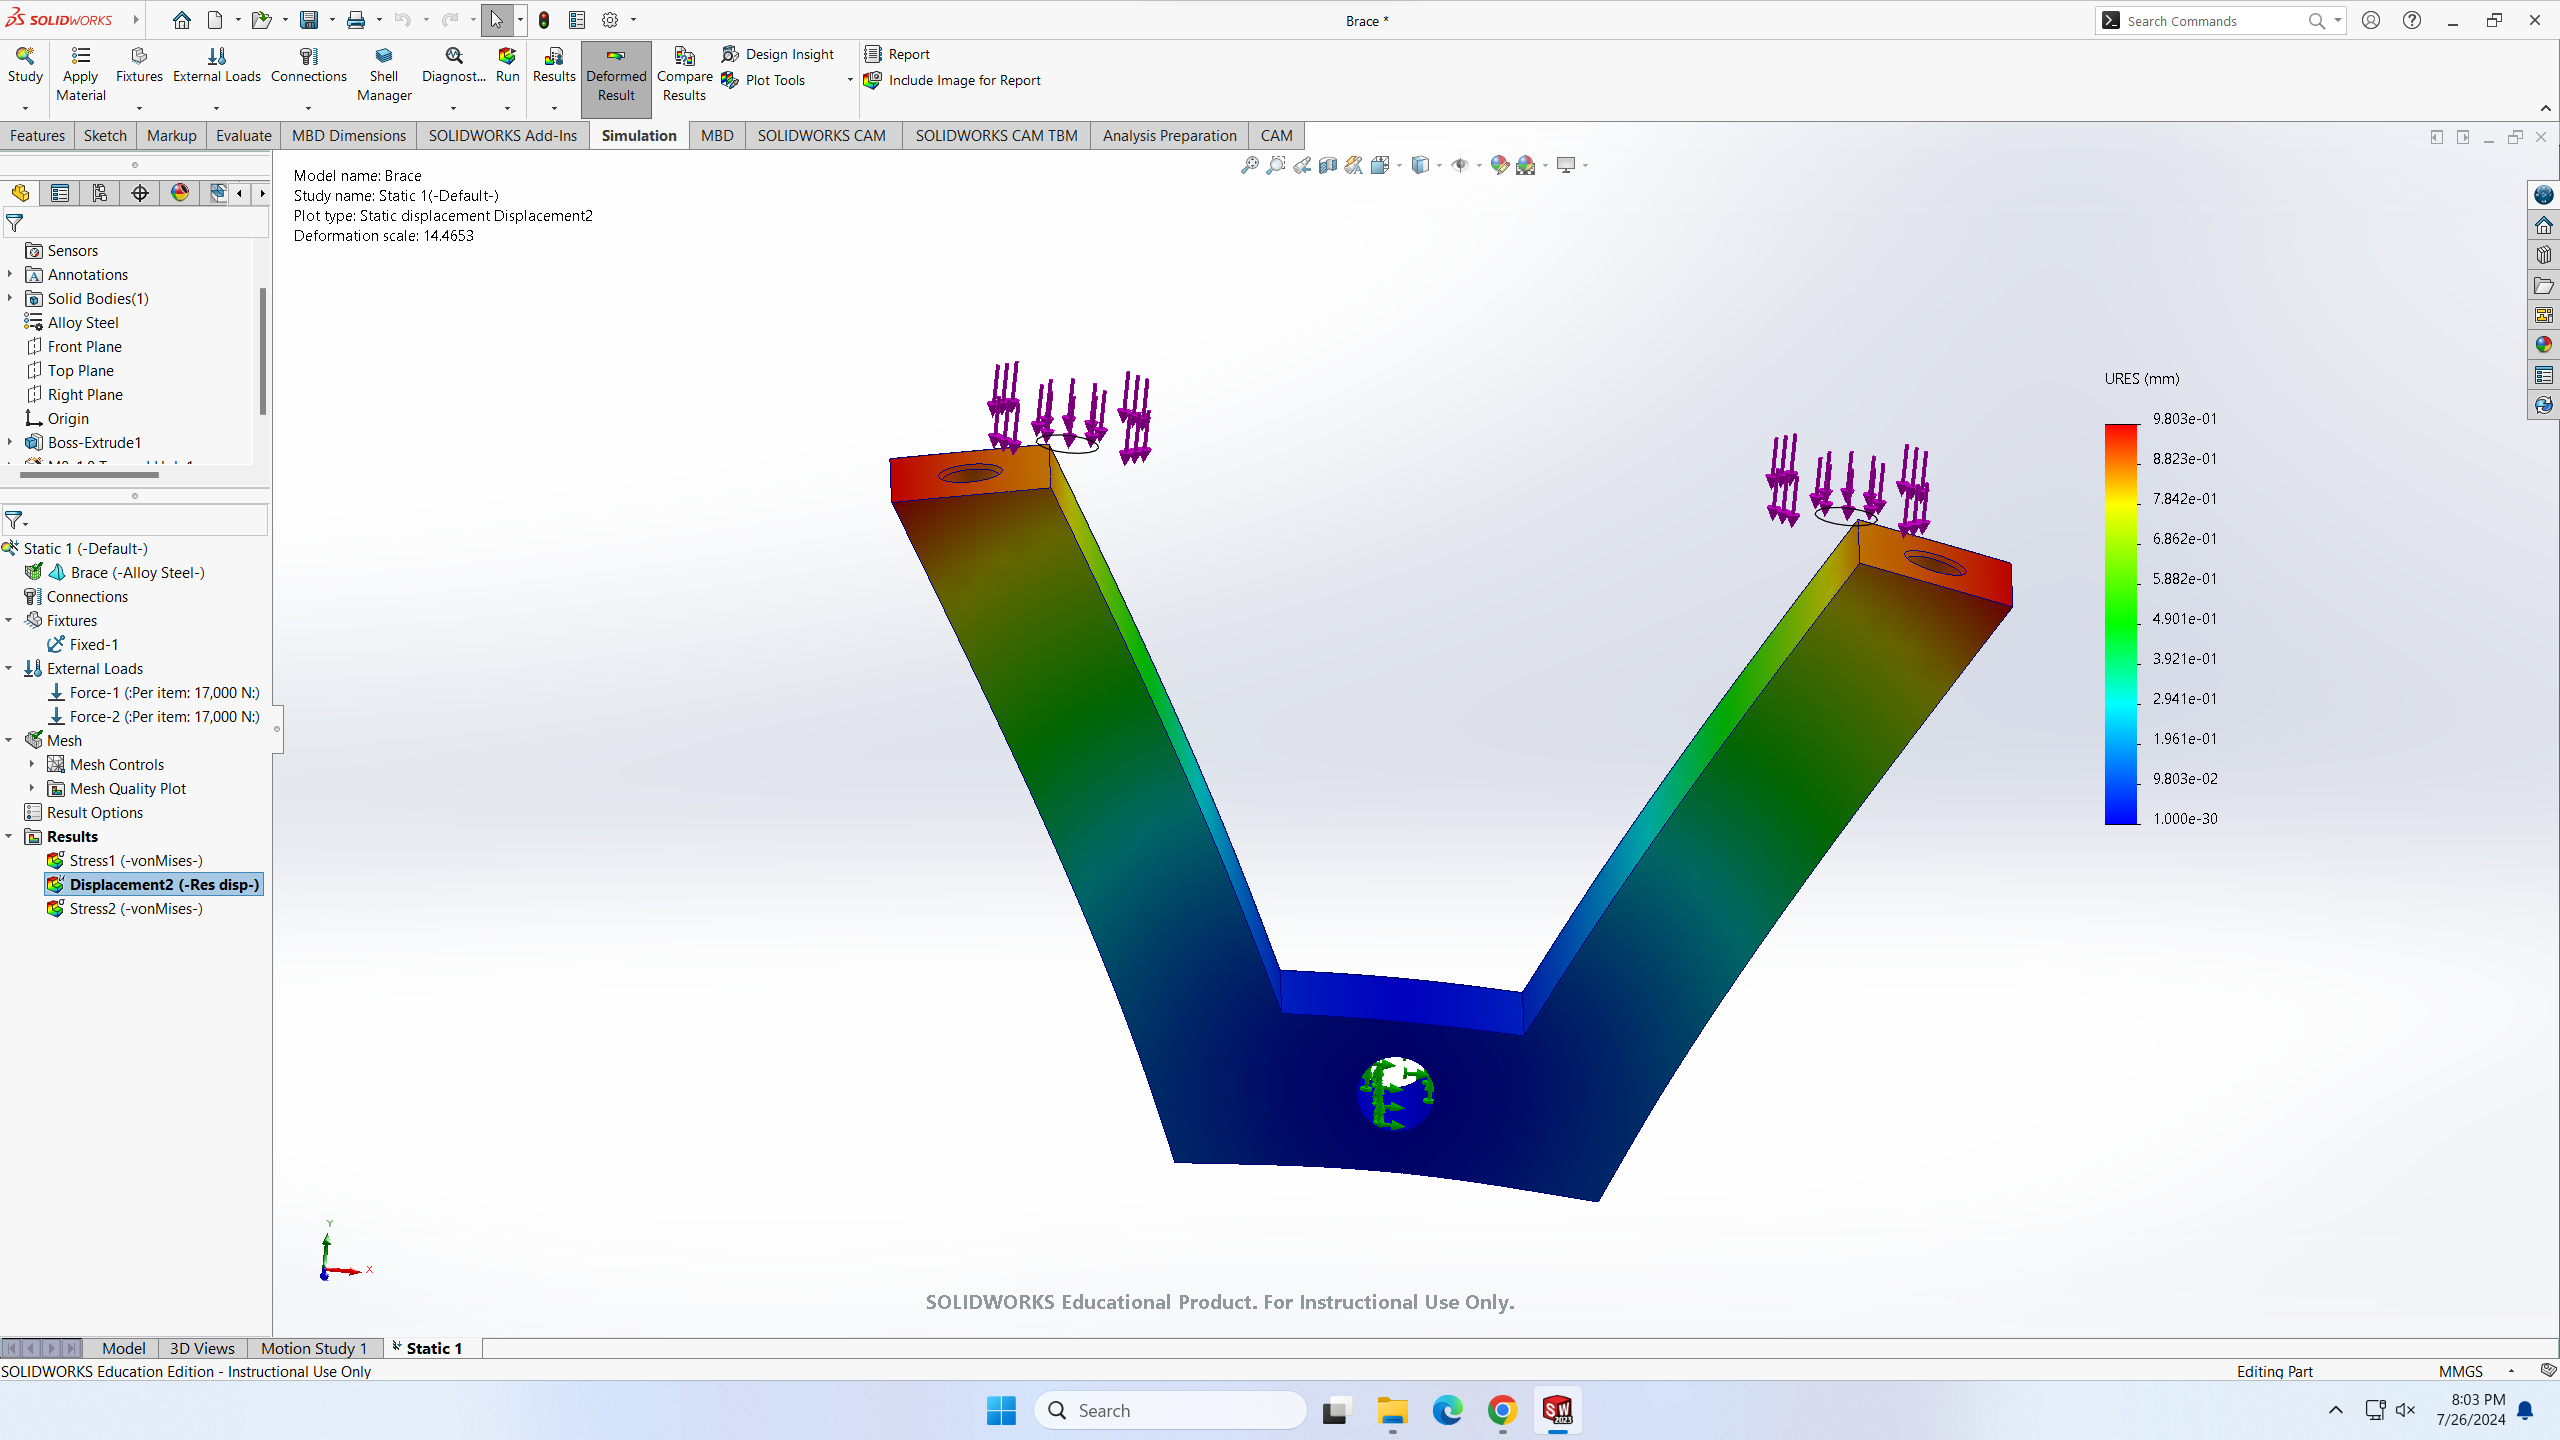 SOLIDWORKS
Brace *
Search Commands
Study
Apply Material
Fixtures
External Loads
Connections
Shell Manager
Diagnost...
Run
Results
Deformed Result
Compare Results
Design Insight
Plot Tools
Report
Include Image for Report
Features
Sketch
Markup
Evaluate
MBD Dimensions
SOLIDWORKS Add-Ins
Simulation
MBD
SOLIDWORKS CAM
SOLIDWORKS CAM TBM
Analysis Preparation
CAM
Sensors
Annotations
Solid Bodies(1)
Alloy Steel
Front Plane
Top Plane
Right Plane
Origin
Boss-Extrude1
Static 1 (-Default-)
Brace (-Alloy Steel-)
Connections
Fixtures
Fixed-1
External Loads
Force-1 (:Per item: 17,000 N:)
Force-2 (:Per item: 17,000 N:)
Mesh
Mesh Controls
Mesh Quality Plot
Result Options
Results
Stress1 (-vonMises-)
Displacement2 (-Res disp-)
Stress2 (-vonMises-)
Model name: Brace
Study name: Static 1(-Default-)
Plot type: Static displacement Displacement2
Deformation scale: 14.4653
URES (mm)
9.803e-01
8.823e-01
7.842e-01
6.862e-01
5.882e-01
4.901e-01
3.921e-01
2.941e-01
1.961e-01
9.803e-02
1.000e-30
Y
X
SOLIDWORKS Educational Product. For Instructional Use Only.
Model
3D Views
Motion Study 1
Static 1
SOLIDWORKS Education Edition - Instructional Use Only
Editing Part
MMGS
Search
SW
2023
8:03 PM
7/26/2024